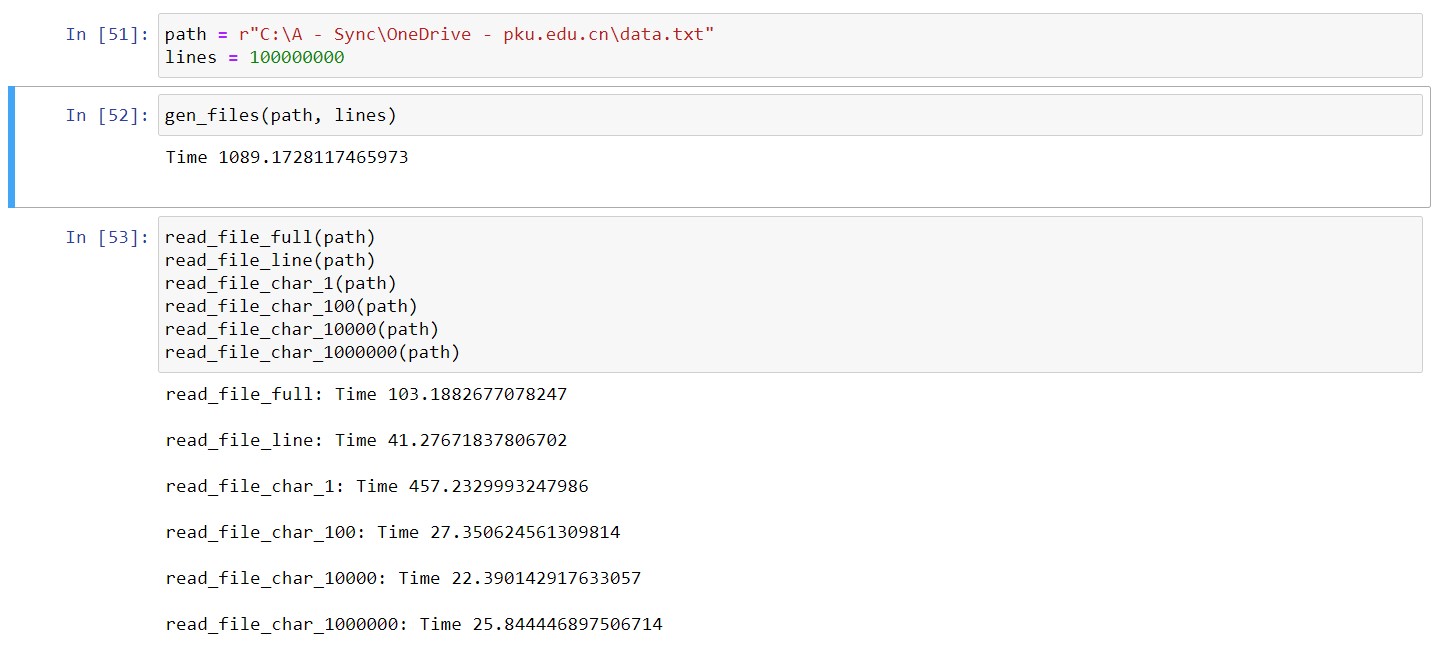 In [51]: path = r"C:\A - Sync\OneDrive - pku.edu.cn\data.txt"
lines = 100000000
In [52]: gen_files(path, lines)
Time 1089.1728117465973
In [53]: read_file_full(path)
read_file_line(path)
read_file_char_1(path)
read_file_char_100(path)
read_file_char_10000(path)
read_file_char_1000000(path)
read_file_full: Time 103.1882677078247
read_file_line: Time 41.27671837806702
read_file_char_1: Time 457.2329993247986
read_file_char_100: Time 27.350624561309814
read_file_char_10000: Time 22.390142917633057
read_file_char_1000000: Time 25.844446897506714